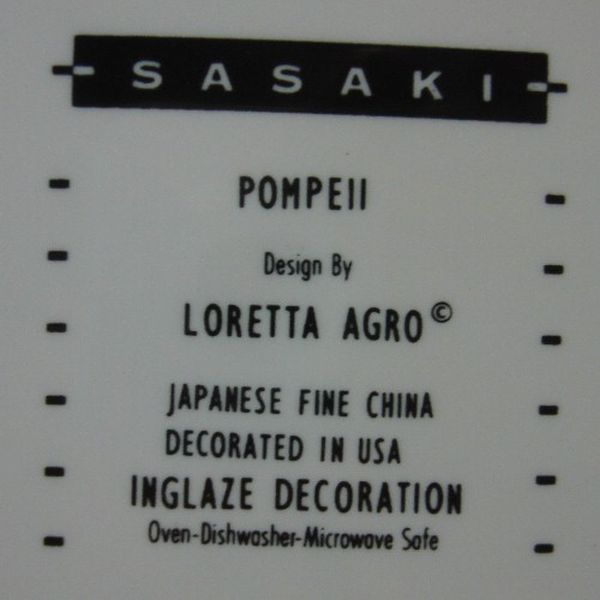 SASAKI
POMPEII
Design By
LORETTA AGRO©
JAPANESE FINE CHINA
DECORATED IN USA
INGLAZE DECORATION
Oven-Dishwasher-Microwave Safe